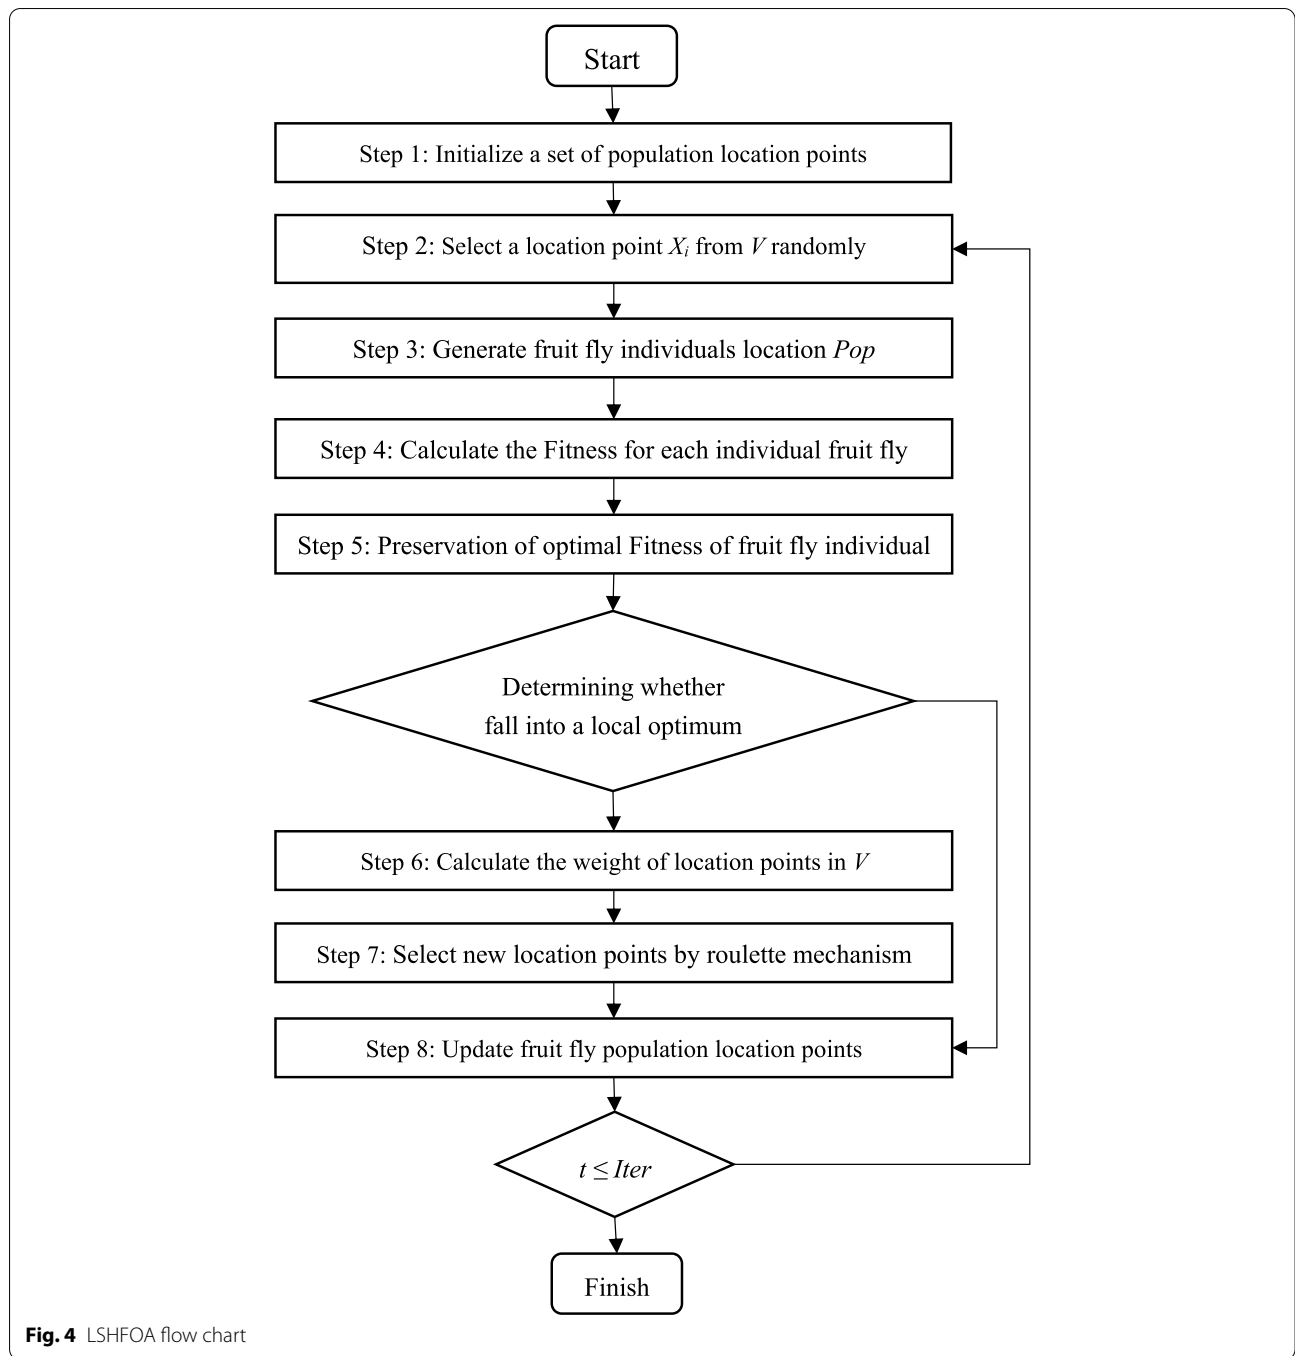 Start
Step 1: Initialize a set of population location points
Step 2: Select a location point Xi from V randomly
Step 3: Generate fruit fly individuals location Pop
Step 4: Calculate the Fitness for each individual fruit fly
Step 5: Preservation of optimal Fitness of fruit fly individual
Determining whether
fall into a local optimum
Step 6: Calculate the weight of location points in V
Step 7: Select new location points by roulette mechanism
Step 8: Update fruit fly population location points
t ≤ Iter
Finish
Fig. 4 LSHFOA flow chart